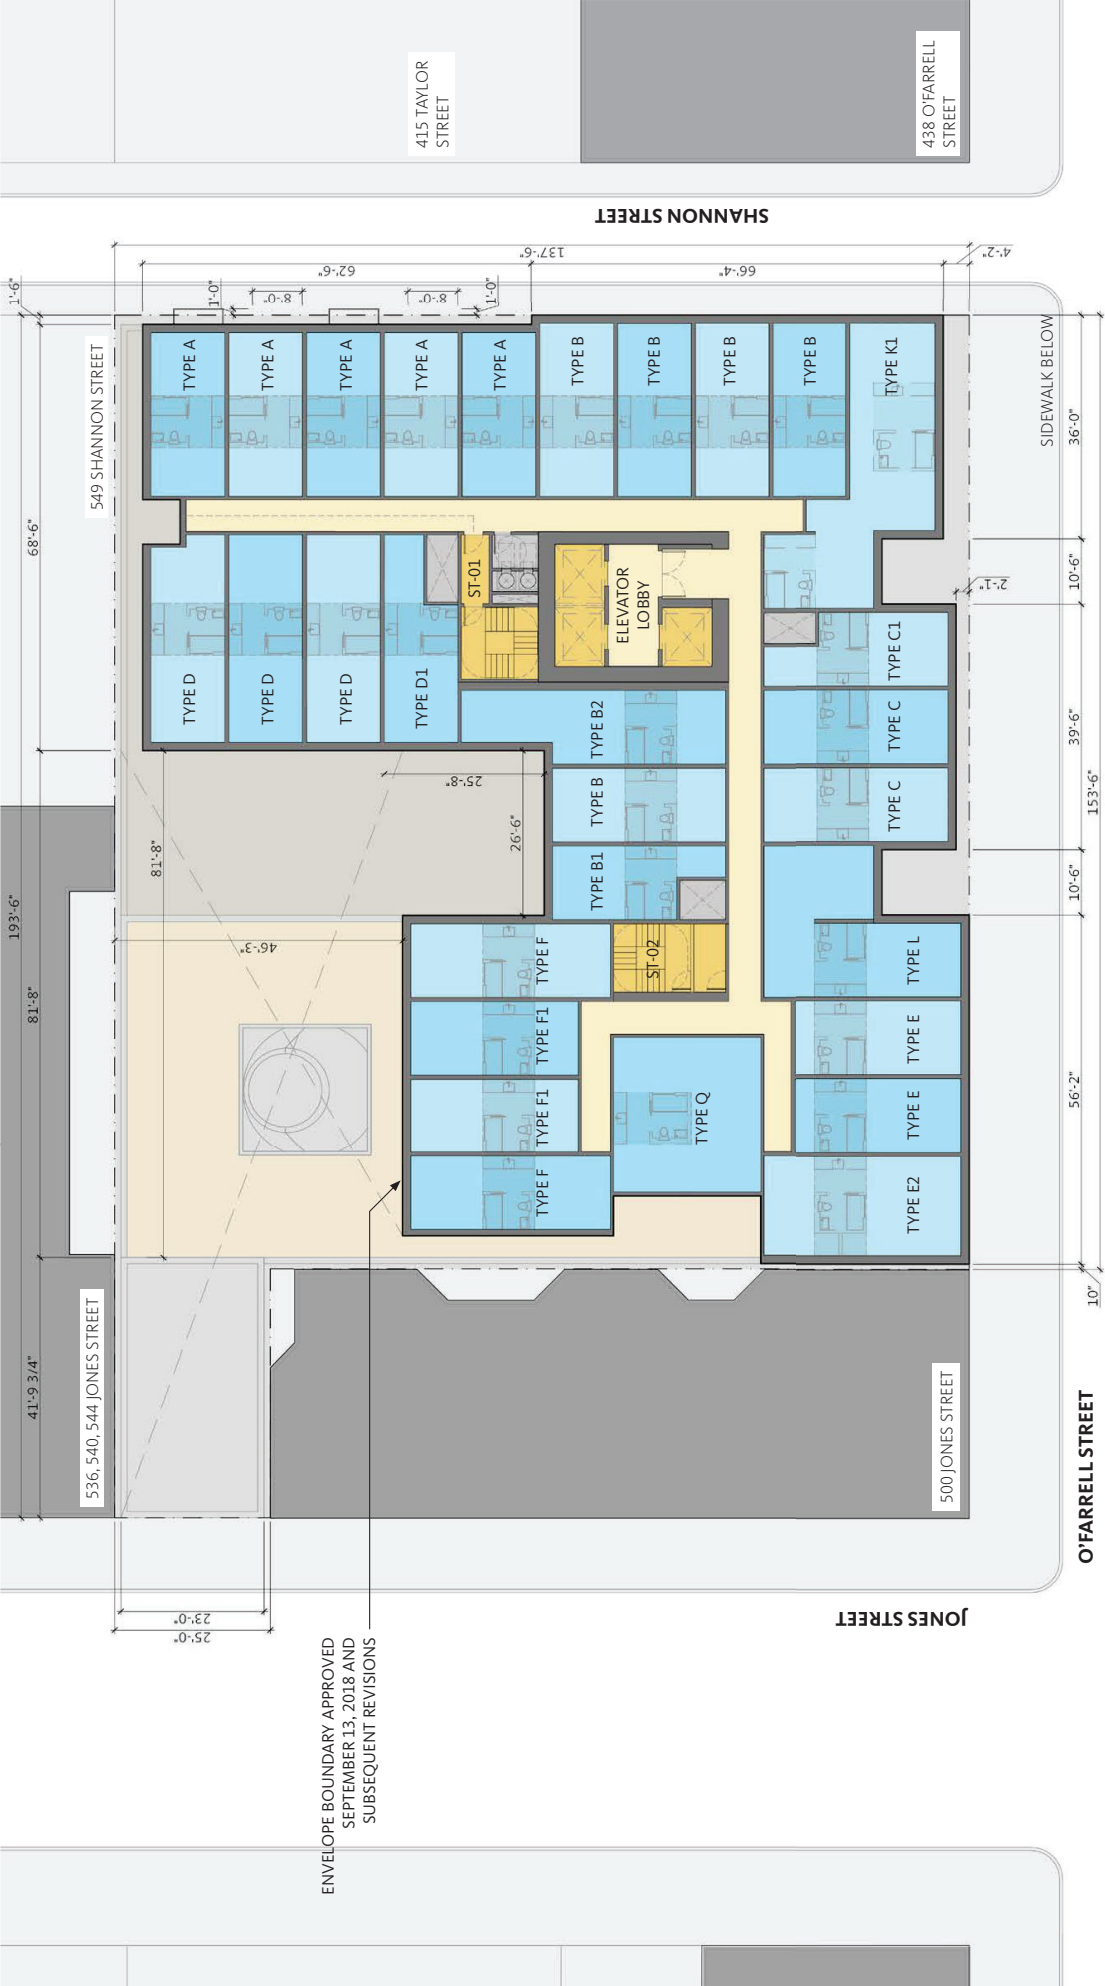 415 TAYLOR
STREET
438 O'FARRELL
STREET
SHANNON STREET
137'-6"
62'-6"
66'-4"
4'-2"
1'-6"
1'-0"
8'-0"
8'-0"
1'-0"
549 SHANNON STREET
SIDEWALK BELOW
TYPE A
TYPE A
TYPE A
TYPE A
TYPE A
TYPE B
TYPE B
TYPE B
TYPE B
TYPE K1
68'-6"
36'-0"
ST-01
ELEVATOR
LOBBY
10'-6"
2'-1"
TYPE D
TYPE D
TYPE D
TYPE D1
TYPE B2
TYPE C1
TYPE C
TYPE C
39'-6"
153'-6"
25'-8"
26'-6"
81'-8"
TYPE B
TYPE B1
10'-6"
193'-6"
46'-3"
TYPE F
ST-02
TYPE L
81'-8"
TYPE F1
TYPE E
TYPE F1
TYPE Q
TYPE E
56'-2"
TYPE F
TYPE E2
10"
536, 540, 544 JONES STREET
41'-9 3/4"
500 JONES STREET
O'FARRELL STREET
23'-0"
25'-0"
JONES STREET
ENVELOPE BOUNDARY APPROVED
SEPTEMBER 13, 2018 AND
SUBSEQUENT REVISIONS